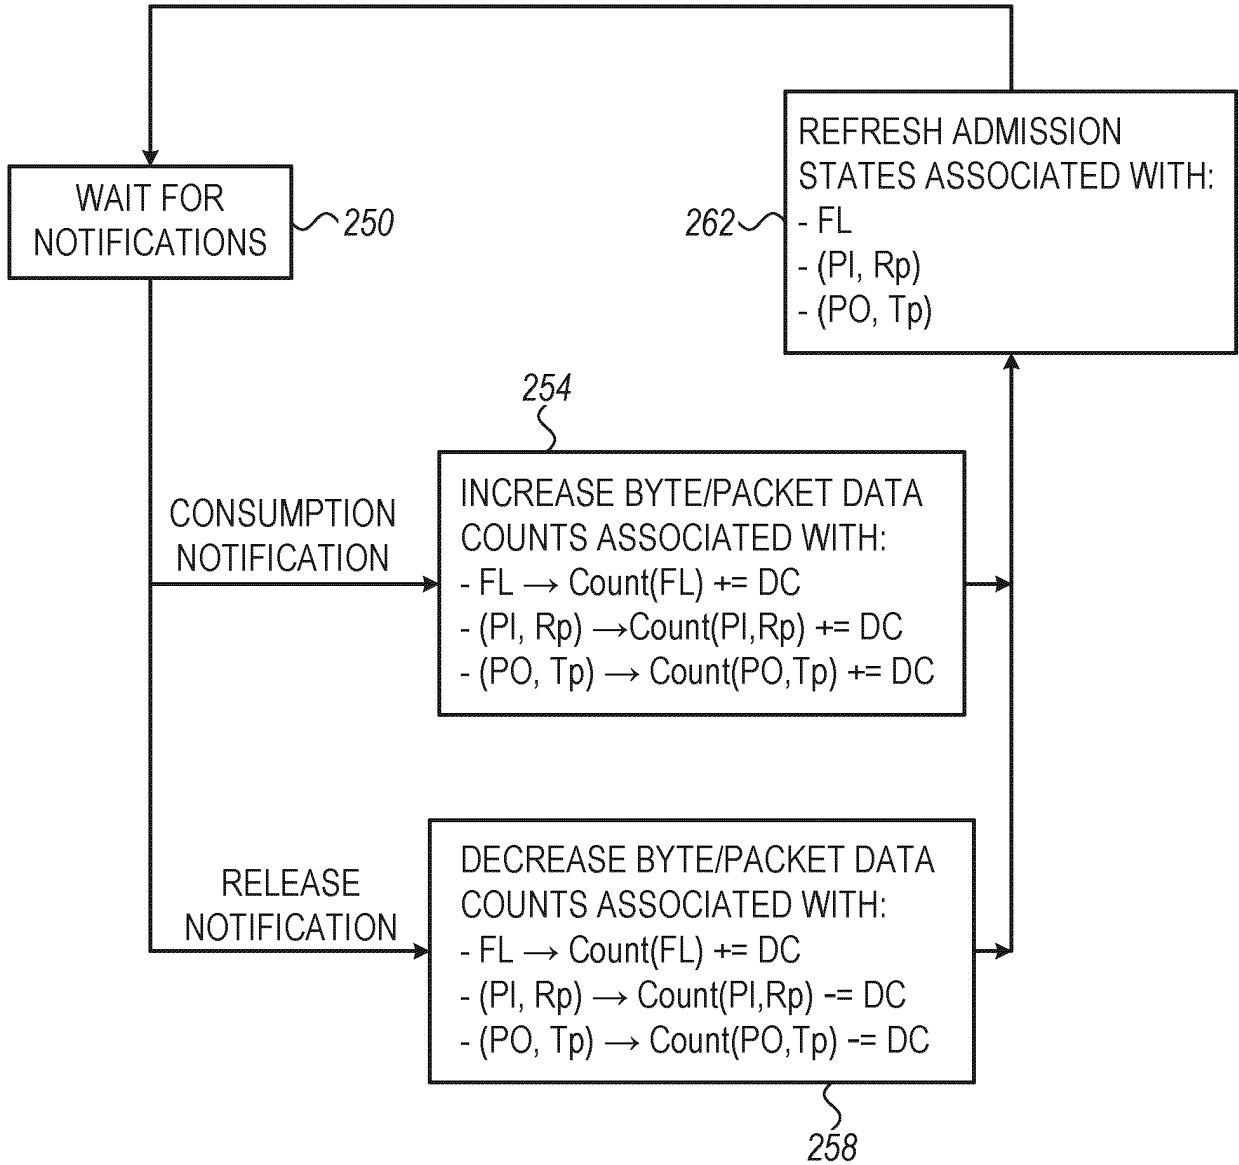 REFRESH ADMISSION
STATES ASSOCIATED WITH:
- FL
- (PI, Rp)
- (PO, Tp)
262
WAIT FOR
NOTIFICATIONS
250
254
CONSUMPTION
NOTIFICATION
INCREASE BYTE/PACKET DATA
COUNTS ASSOCIATED WITH:
- FL → Count(FL) += DC
- (PI, Rp) →Count(PI,Rp) += DC
- (PO, Tp) → Count(PO,Tp) += DC
RELEASE
NOTIFICATION
DECREASE BYTE/PACKET DATA
COUNTS ASSOCIATED WITH:
- FL → Count(FL) += DC
- (PI, Rp) → Count(PI,Rp) -= DC
- (PO, Tp) → Count(PO,Tp) -= DC
258